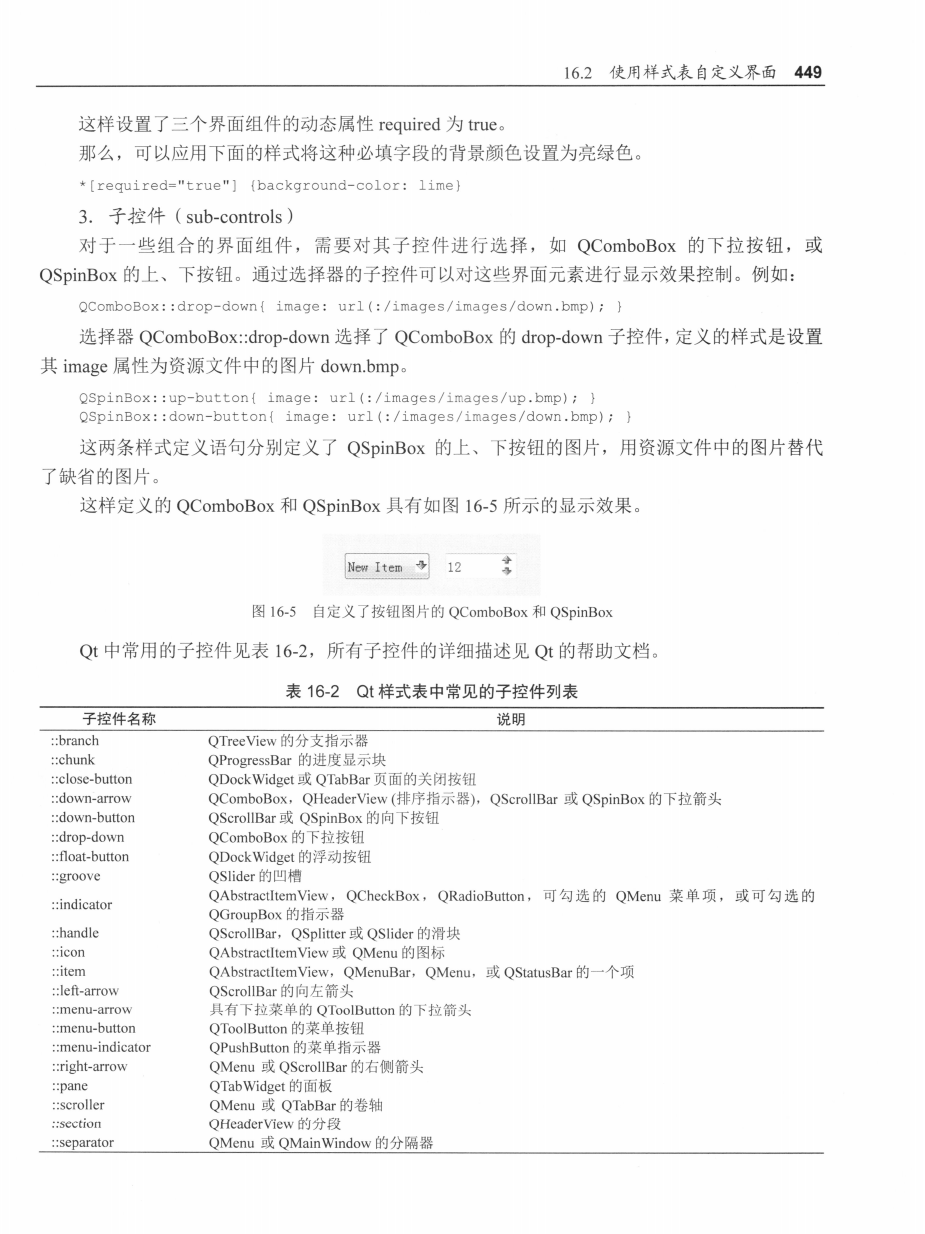 16.2 使用样式表自定义界面 449
这样设置了三个界面组件的动态属性 required 为 true。
那么，可以应用下面的样式将这种必填字段的背景颜色设置为亮绿色。
*[required="true"] {background-color: lime}
3. 子控件（sub-controls）
对于一些组合的界面组件，需要对其子控件进行选择，如 QComboBox 的下拉按钮，或
QSpinBox 的上、下按钮。通过选择器的子控件可以对这些界面元素进行显示效果控制。例如：
QComboBox::drop-down{ image: url(:/images/images/down.bmp); }
选择器 QComboBox::drop-down 选择了 QComboBox 的 drop-down 子控件，定义的样式是设置
其 image 属性为资源文件中的图片 down.bmp。
QSpinBox::up-button{ image: url(:/images/images/up.bmp); }
QSpinBox::down-button{ image: url(:/images/images/down.bmp); }
这两条样式定义语句分别定义了 QSpinBox 的上、下按钮的图片，用资源文件中的图片替代
了缺省的图片。
这样定义的 QComboBox 和 QSpinBox 具有如图 16-5 所示的显示效果。
New Item 12
图 16-5 自定义了按钮图片的 QComboBox 和 QSpinBox
Qt 中常用的子控件见表 16-2，所有子控件的详细描述见 Qt 的帮助文档。
表 16-2 Qt 样式表中常见的子控件列表
子控件名称 说明
::branch QTreeView 的分支指示器
::chunk QProgressBar 的进度显示块
::close-button QDockWidget 或 QTabBar 页面的关闭按钮
::down-arrow QComboBox，QHeaderView (排序指示器)，QScrollBar 或 QSpinBox 的下拉箭头
::down-button QScrollBar 或 QSpinBox 的向下按钮
::drop-down QComboBox 的下拉按钮
::float-button QDockWidget 的浮动按钮
::groove QSlider 的凹槽
::indicator QAbstractItemView，QCheckBox，QRadioButton，可勾选的 QMenu 菜单项，或可勾选的
QGroupBox 的指示器
::handle QScrollBar，QSplitter 或 QSlider 的滑块
::icon QAbstractItemView 或 QMenu 的图标
::item QAbstractItemView，QMenuBar，QMenu，或 QStatusBar 的一个项
::left-arrow QScrollBar 的向左箭头
::menu-arrow 具有下拉菜单的 QToolButton 的下拉箭头
::menu-button QToolButton 的菜单按钮
::menu-indicator QPushButton 的菜单指示器
::right-arrow QMenu 或 QScrollBar 的右侧箭头
::pane QTabWidget 的面板
::scroller QMenu 或 QTabBar 的卷轴
::section QHeaderView 的分段
::separator QMenu 或 QMainWindow 的分隔器